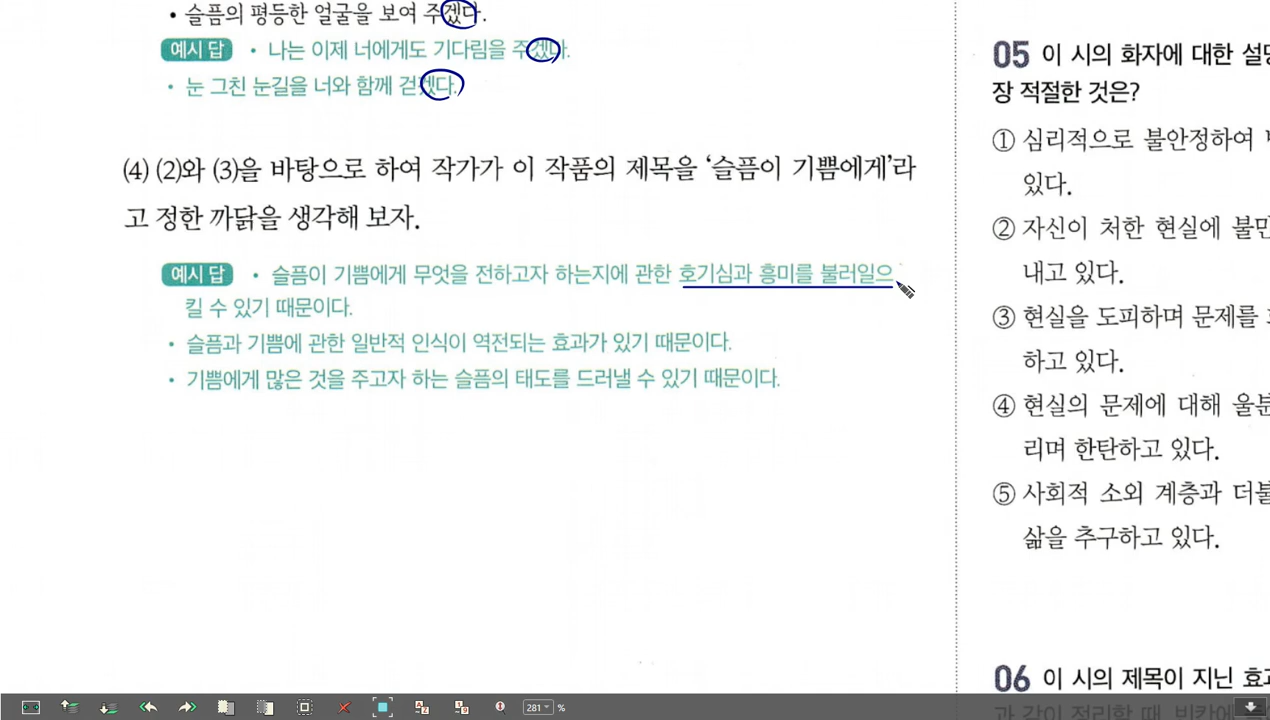 • 슬픔의 평등한 얼굴을 보여 주겠다.
예시 답 • 나는 이제 너에게도 기다림을 주겠다.
• 눈 그친 눈길을 너와 함께 걷겠다.
(4) (2)와 (3)을 바탕으로 하여 작가가 이 작품의 제목을 ‘슬픔이 기쁨에게’라
고 정한 까닭을 생각해 보자.
예시 답 • 슬픔이 기쁨에게 무엇을 전하고자 하는지에 관한 호기심과 흥미를 불러일으
킬 수 있기 때문이다.
• 슬픔과 기쁨에 관한 일반적 인식이 역전되는 효과가 있기 때문이다.
• 기쁨에게 많은 것을 주고자 하는 슬픔의 태도를 드러낼 수 있기 때문이다.
05 이 시의 화자에 대한
장 적절한 것은?
① 심리적으로 불안정하여
있다.
② 자신이 처한 현실에
내고 있다.
③ 현실을 도피하며 문제를
하고 있다.
④ 현실의 문제에 대해
리며 한탄하고 있다.
⑤ 사회적 소외 계층과
삶을 추구하고 있다.
06 이 시의 제목이 지닌
281 %